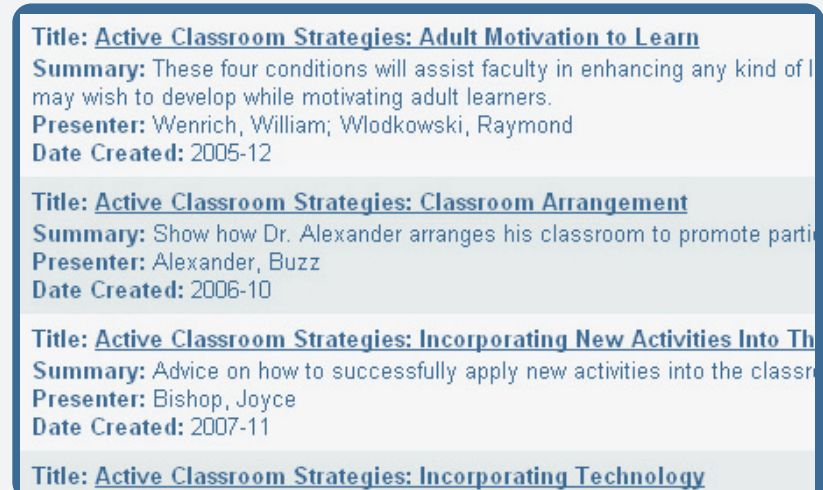 Title: Active Classroom Strategies: Adult Motivation to Learn
Summary: These four conditions will assist faculty in enhancing any kind of
may wish to develop while motivating adult learners.
Presenter: Wenrich, William; Wlodkowski, Raymond
Date Created: 2005-12
Title: Active Classroom Strategies: Classroom Arrangement
Summary: Show how Dr. Alexander arranges his classroom to promote
Presenter: Alexander, Buzz
Date Created: 2006-10
Title: Active Classroom Strategies: Incorporating New Activities Into
Summary: Advice on how to successfully apply new activities into the
Presenter: Bishop, Joyce
Date Created: 2007-11
Title: Active Classroom Strategies: Incorporating Technology